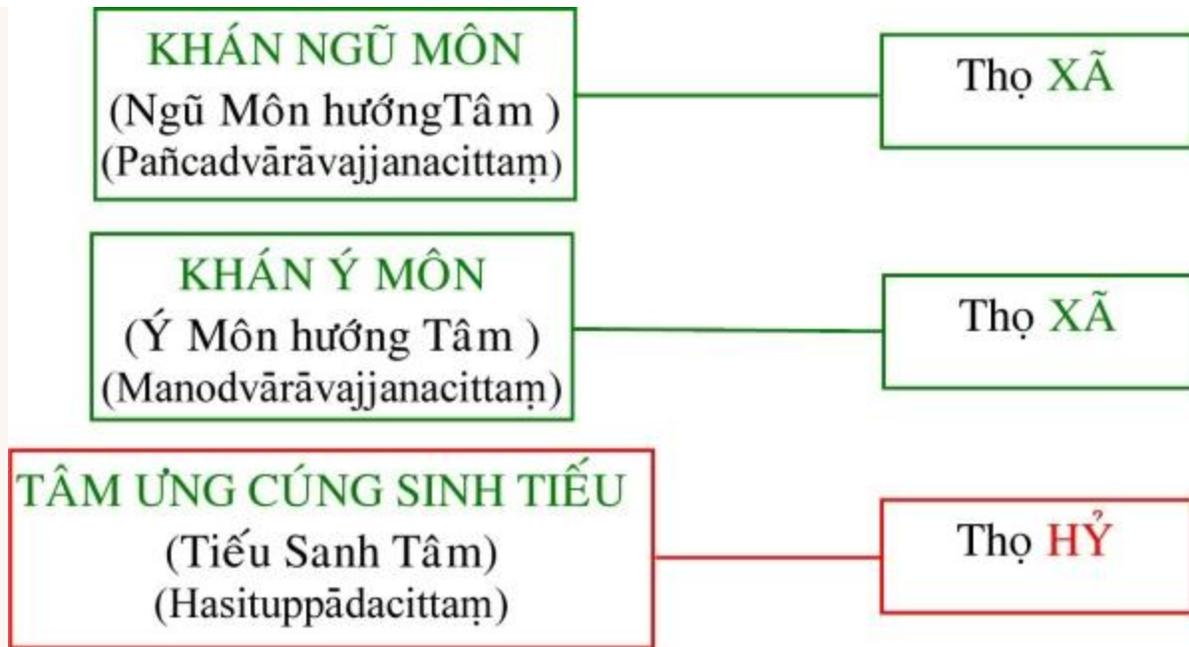 KHÁN NGŨ MÔN
(Ngũ Môn hướngTâm )
(Pañcadvārāvajjanacittaṃ)
Thọ XÃ
KHÁN Ý MÔN
(Ý Môn hướng Tâm )
(Manodvārāvajjanacittaṃ)
Thọ XÃ
TÂM ƯNG CÚNG SINH TIẾU
(Tiếu Sanh Tâm)
(Hasituppādacittaṃ)
Thọ HỶ